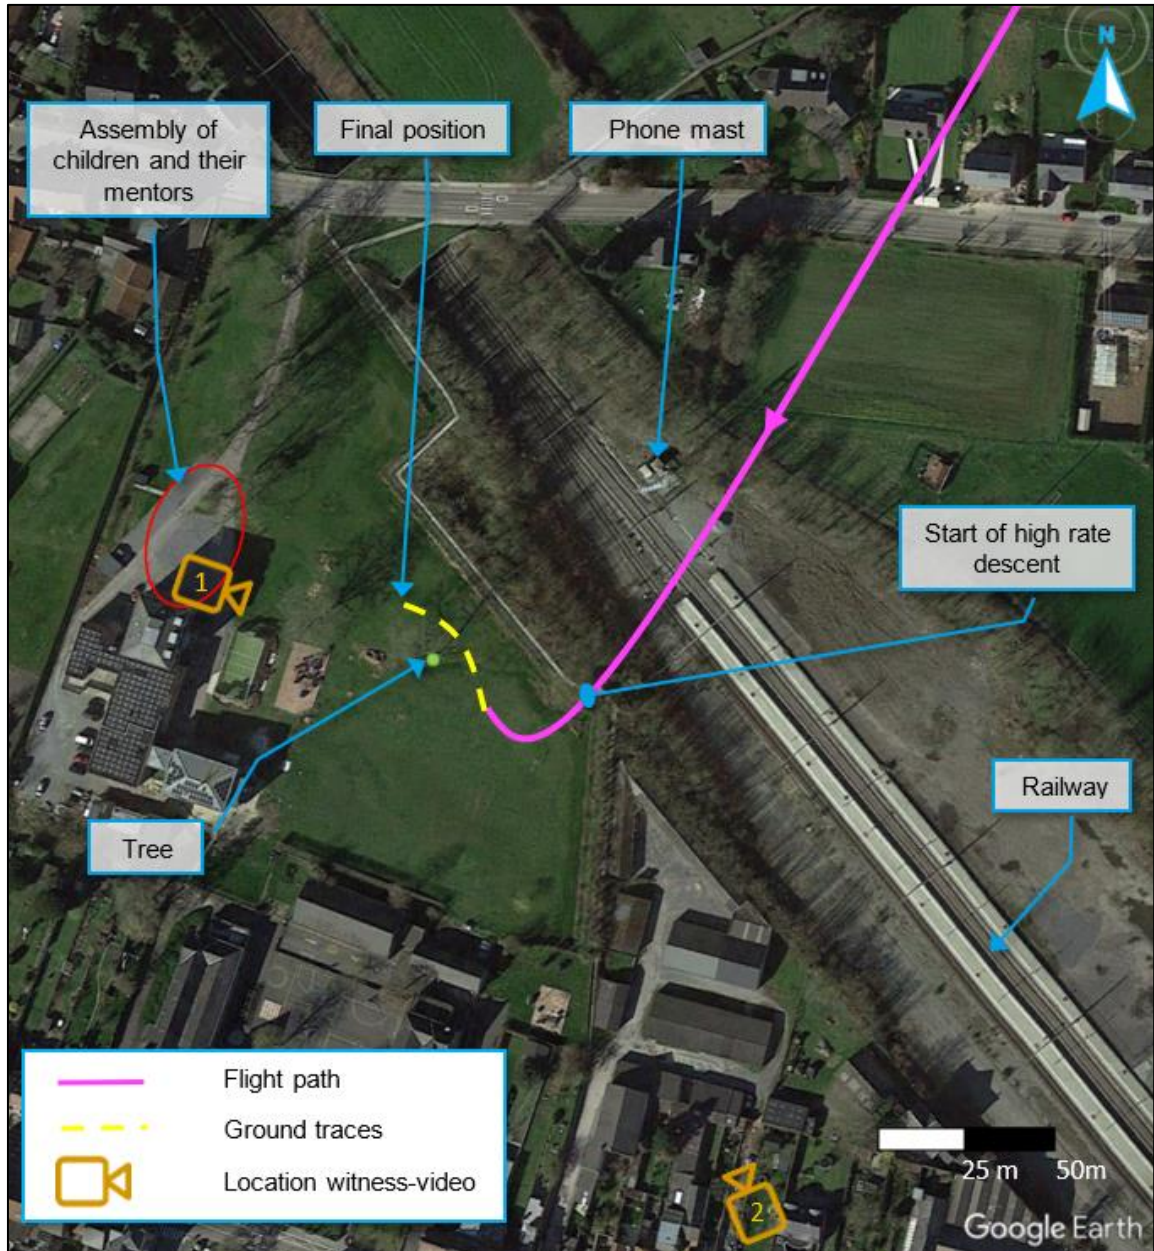 N
Assembly of
children and their
mentors
Final position
Phone mast
Start of high rate
descent
1
Railway
Tree
Flight path
Ground traces
Location witness-video
25 m 50m
2
Google Earth